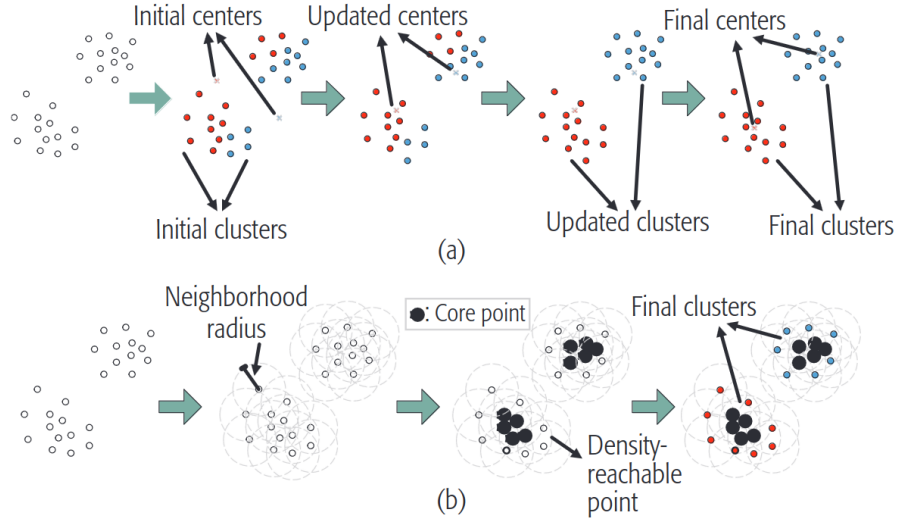 Initial centers
Updated centers
Final centers
Initial clusters
Updated clusters
Final clusters
(a)
Neighborhood
radius
: Core point
Final clusters
Density-
reachable
point
(b)